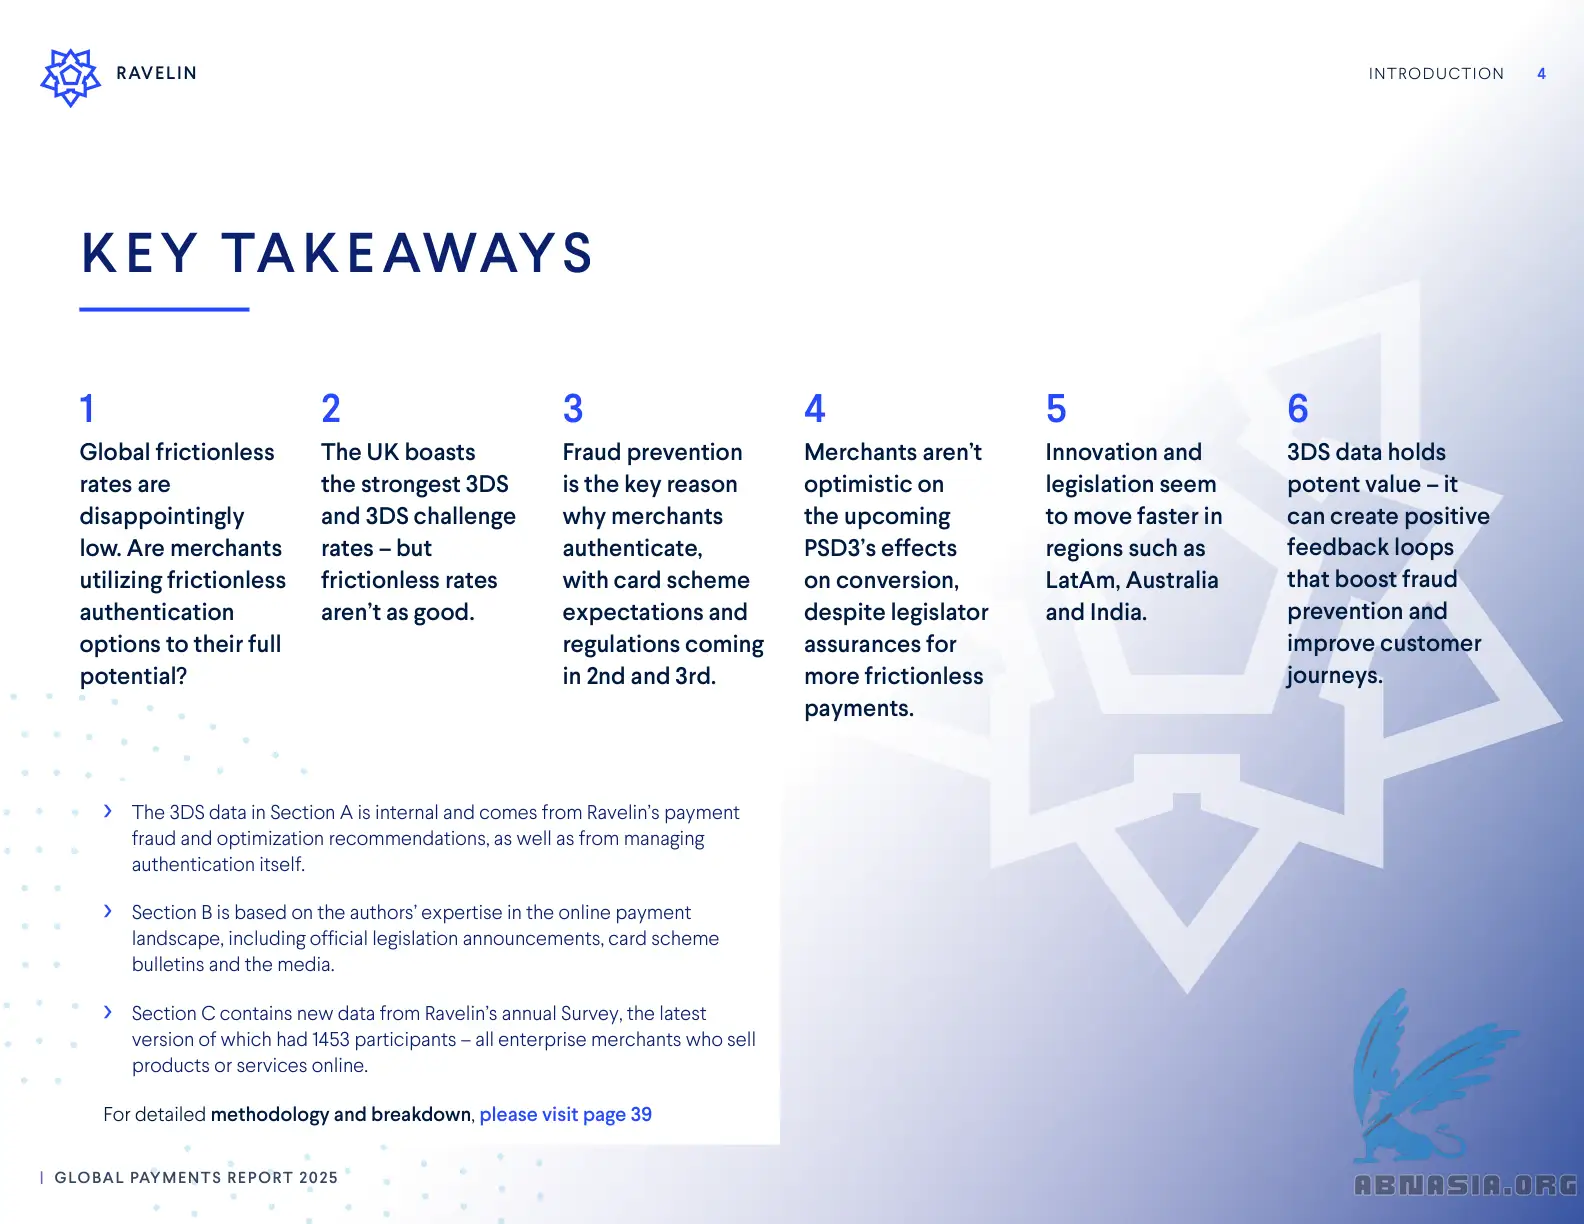 RAVELIN
INTRODUCTION 4
KEY TAKEAWAYS
1
Global frictionless
rates are
disappointingly
low. Are merchants
utilizing frictionless
authentication
options to their full
potential?
2
The UK boasts
the strongest 3DS
and 3DS challenge
rates – but
frictionless rates
aren’t as good.
3
Fraud prevention
is the key reason
why merchants
authenticate,
with card scheme
expectations and
regulations coming
in 2nd and 3rd.
4
Merchants aren’t
optimistic on
the upcoming
PSD3’s effects
on conversion,
despite legislator
assurances for
more frictionless
payments.
5
Innovation and
legislation seem
to move faster in
regions such as
LatAm, Australia
and India.
6
3DS data holds
potent value – it
can create positive
feedback loops
that boost fraud
prevention and
improve customer
journeys.
› The 3DS data in Section A is internal and comes from Ravelin’s payment
fraud and optimization recommendations, as well as from managing
authentication itself.
› Section B is based on the authors’ expertise in the online payment
landscape, including official legislation announcements, card scheme
bulletins and the media.
› Section C contains new data from Ravelin’s annual Survey, the latest
version of which had 1453 participants – all enterprise merchants who sell
products or services online.
For detailed methodology and breakdown, please visit page 39
| GLOBAL PAYMENTS REPORT 2025
ABNASIA.ORG